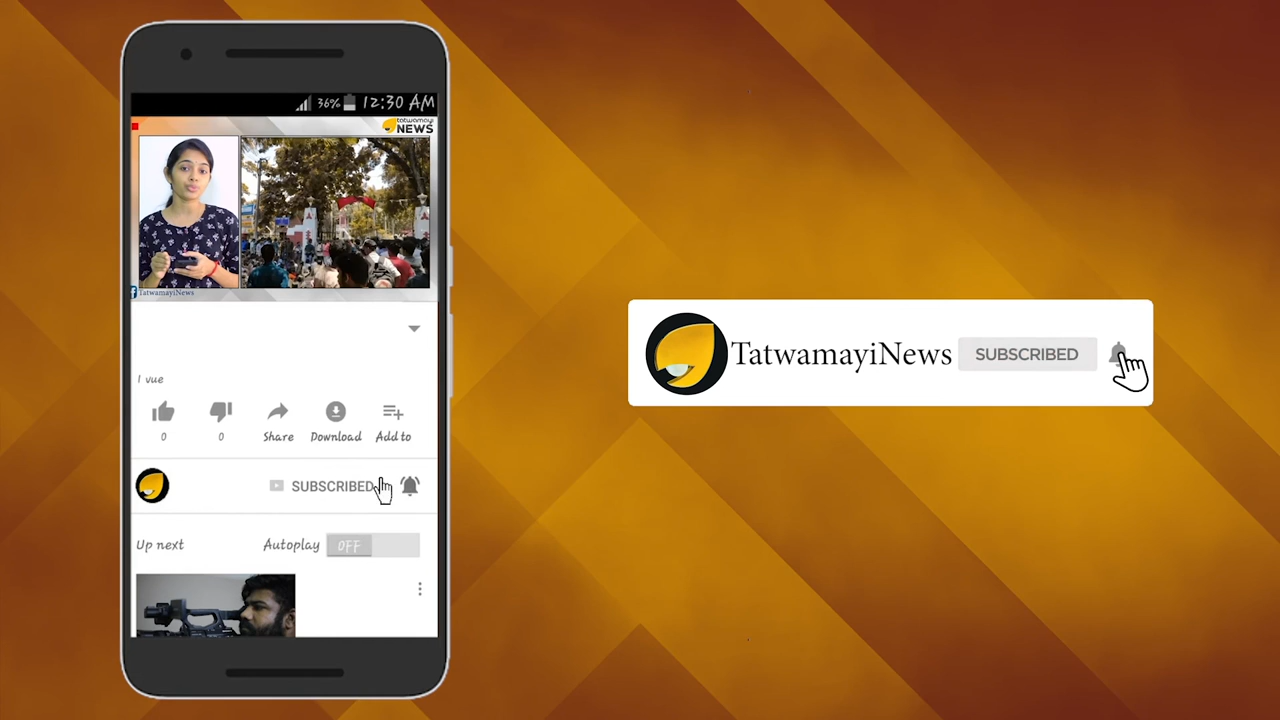 36% 12:30 AM
tatwamayi
NEWS
TatwamayiNews
1 vue
0 0 Share Download Add to
SUBSCRIBED
Up next Autoplay OFF
TatwamayiNews SUBSCRIBED